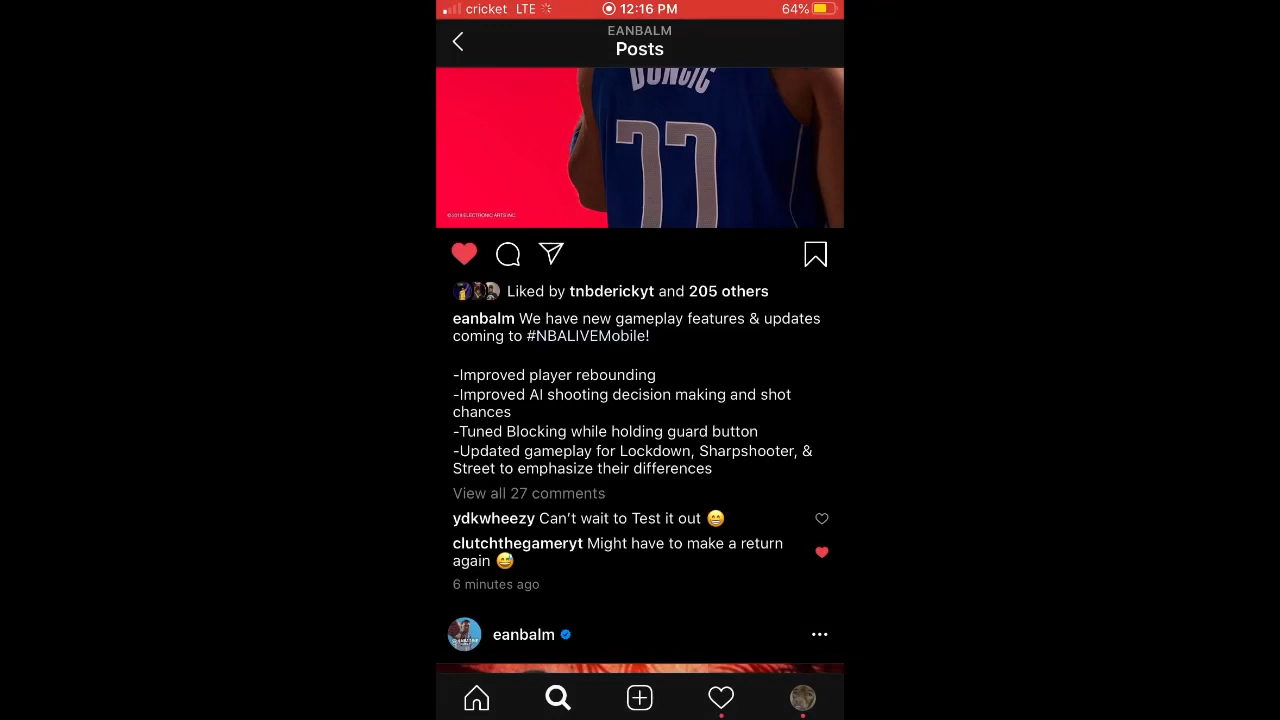 cricket LTE 12:16 PM 64%
EANBALM
Posts
DONCIC
77
© 2019 ELECTRONIC ARTS INC.
Liked by tnbderickyt and 205 others
eanbalm We have new gameplay features & updates
coming to #NBALIVEMobile!
-Improved player rebounding
-Improved AI shooting decision making and shot
chances
-Tuned Blocking while holding guard button
-Updated gameplay for Lockdown, Sharpshooter, &
Street to emphasize their differences
View all 27 comments
ydkwheezy Can’t wait to Test it out 😁
clutchthegameryt Might have to make a return
again 😅
6 minutes ago
eanbalm